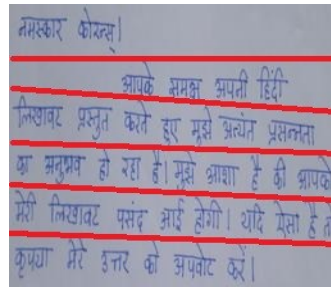 नमस्कार कोरन्स्।
आपके समक्ष अपनी हिंदी
लिखावट प्रस्तुत करते हुए मुझे अत्यंत प्रसन्नता
का अनुभव हो रहा है। मुझे आशा है की आपको
मेरी लिखावट पसंद आई होगी। यदि ऐसा है तो
कृपया मेरे उत्तर को अपवोट करें।